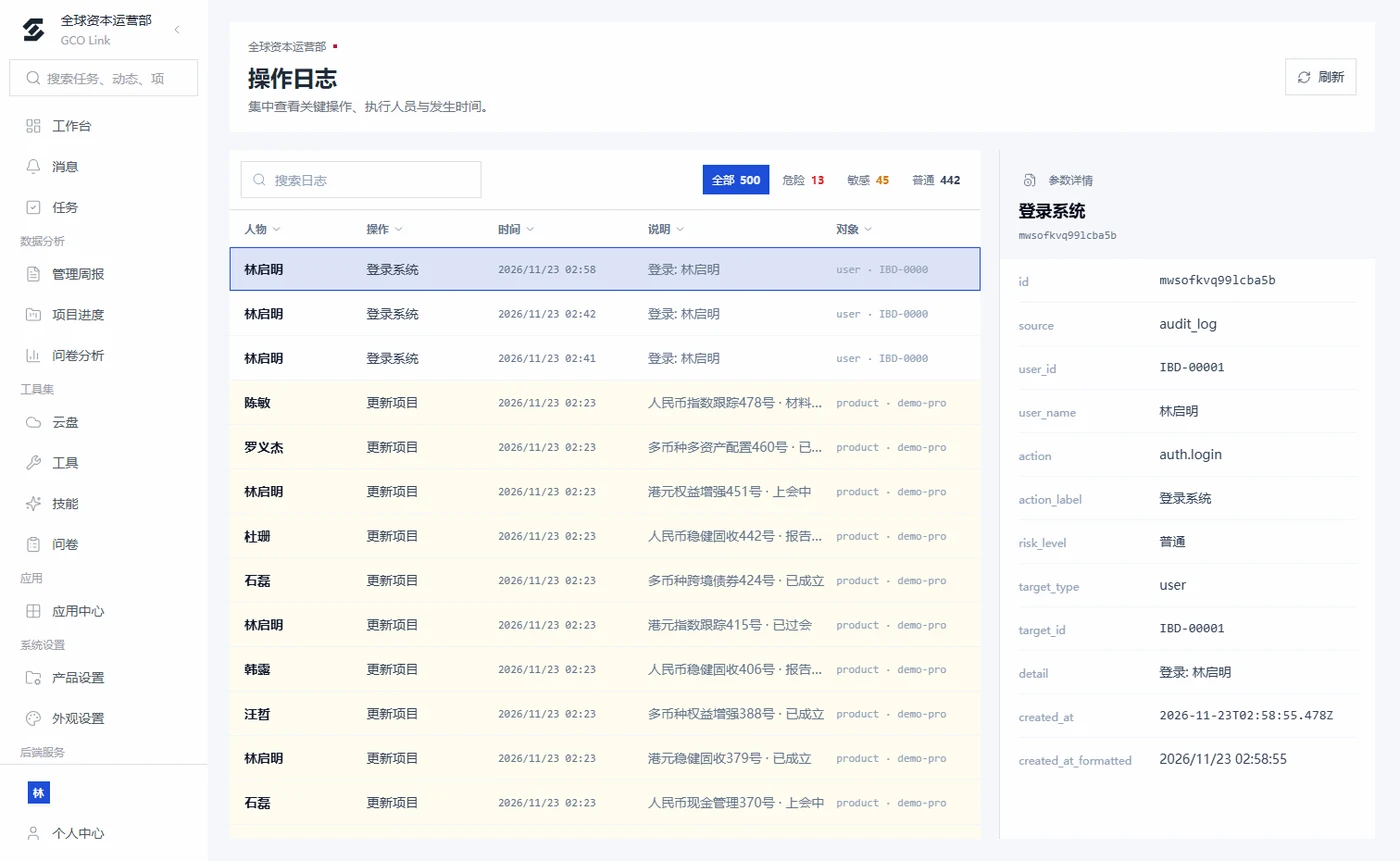 全球资本运营部
GCO Link
搜索任务、动态、项
工作台
消息
任务
数据分析
管理周报
项目进度
问卷分析
工具集
云盘
工具
技能
问卷
应用
应用中心
系统设置
产品设置
外观设置
后端服务
林
个人中心
全球资本运营部
操作日志
集中查看关键操作、执行人员与发生时间。
刷新
搜索日志
全部 500 危险 13 敏感 45 普通 442
人物 操作 时间 说明 对象
林启明 登录系统 2026/11/23 02:58 登录: 林启明 user · IBD-0000
林启明 登录系统 2026/11/23 02:42 登录: 林启明 user · IBD-0000
林启明 登录系统 2026/11/23 02:41 登录: 林启明 user · IBD-0000
陈敏 更新项目 2026/11/23 02:23 人民币指数跟踪478号 · 材料... product · demo-pro
罗义杰 更新项目 2026/11/23 02:23 多币种多资产配置460号 · 已... product · demo-pro
林启明 更新项目 2026/11/23 02:23 港元权益增强451号 · 上会中 product · demo-pro
杜珊 更新项目 2026/11/23 02:23 人民币稳健固收442号 · 报告... product · demo-pro
石磊 更新项目 2026/11/23 02:23 多币种跨境债券424号 · 已成立 product · demo-pro
林启明 更新项目 2026/11/23 02:23 港元指数跟踪415号 · 已过会 product · demo-pro
韩露 更新项目 2026/11/23 02:23 人民币稳健固收406号 · 报告... product · demo-pro
汪哲 更新项目 2026/11/23 02:23 多币种权益增强388号 · 已成立 product · demo-pro
林启明 更新项目 2026/11/23 02:23 港元稳健固收379号 · 已成立 product · demo-pro
石磊 更新项目 2026/11/23 02:23 人民币现金管理370号 · 上会中 product · demo-pro
参数详情
登录系统
mwsofkvq99lcba5b
id mwsofkvq99lcba5b
source audit_log
user_id IBD-00001
user_name 林启明
action auth.login
action_label 登录系统
risk_level 普通
target_type user
target_id IBD-00001
detail 登录: 林启明
created_at 2026-11-23T02:58:55.478Z
created_at_formatted 2026/11/23 02:58:55